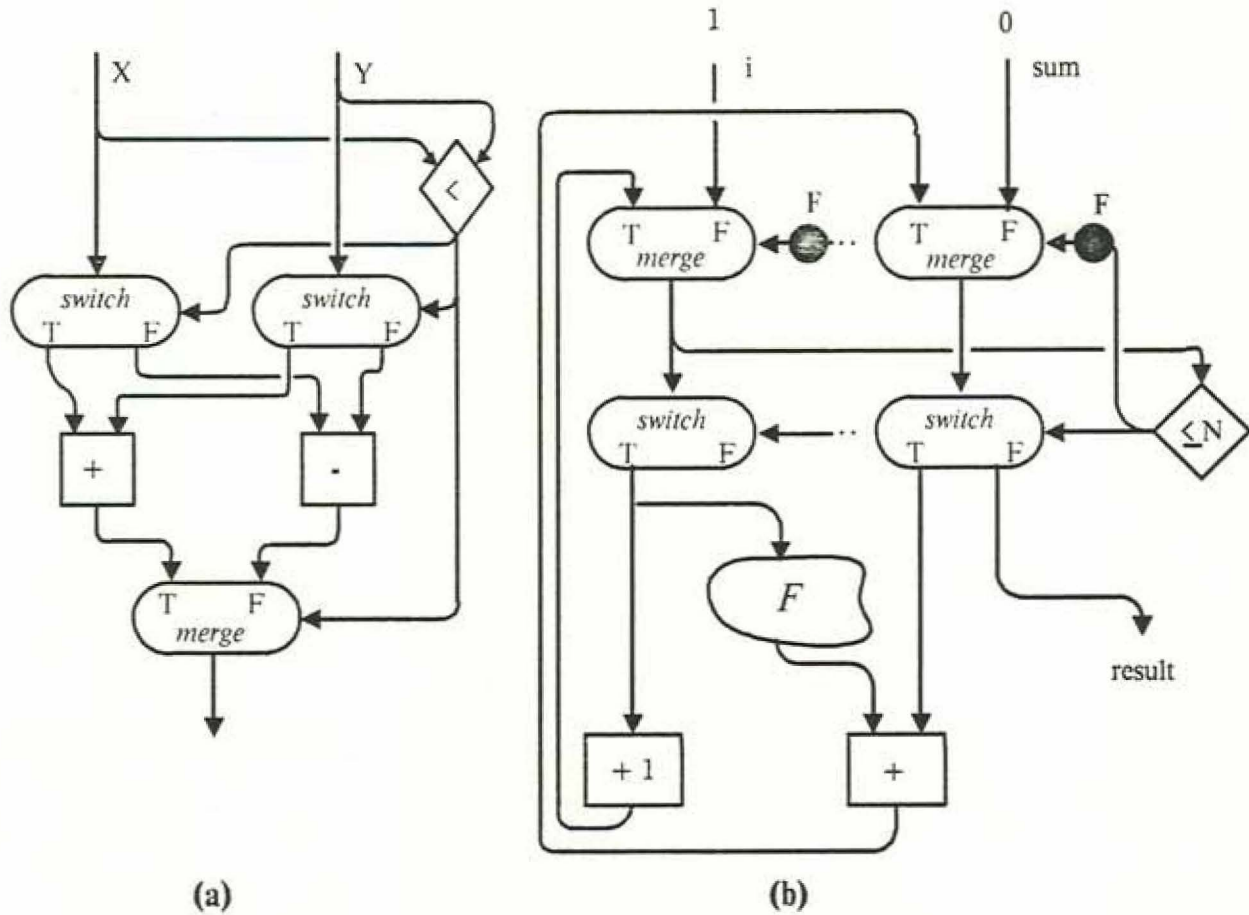 X
Y
<
switch
T F
switch
T F
+
-
T F
merge
(a)
1
0
i
sum
F
F
T F
merge
T F
merge
switch
T F
switch
T F
≤N
F
result
+ 1
+
(b)